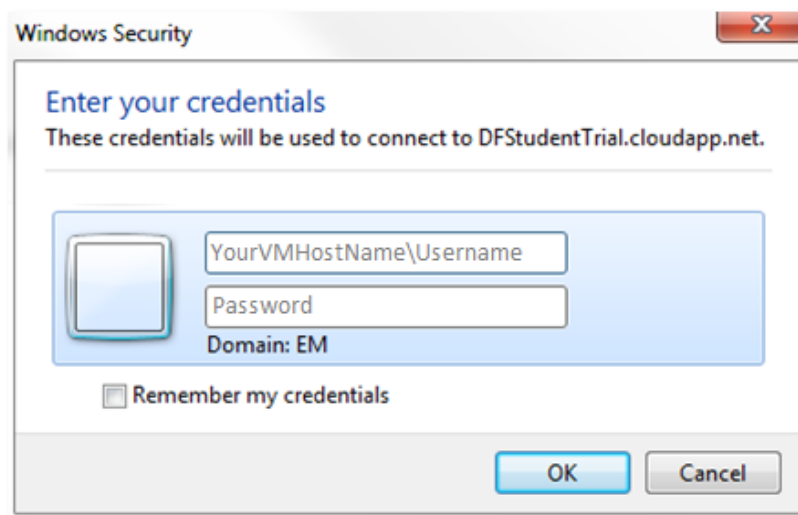 Windows Security
Enter your credentials
These credentials will be used to connect to DFStudentTrial.cloudapp.net.
YourVMHostName\Username
Password
Domain: EM
Remember my credentials
OK
Cancel